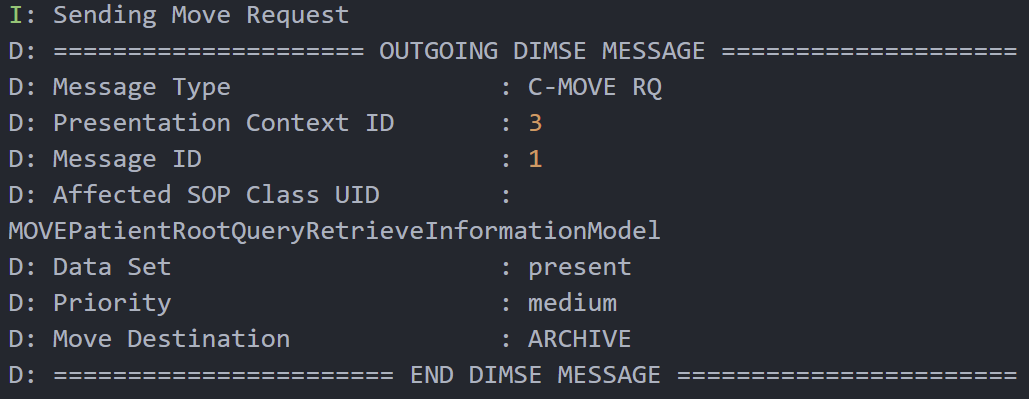 I: Sending Move Request
D: ===================== OUTGOING DIMSE MESSAGE ====================
D: Message Type                  : C-MOVE RQ
D: Presentation Context ID       : 3
D: Message ID                    : 1
D: Affected SOP Class UID        :
MOVEPatientRootQueryRetrieveInformationModel
D: Data Set                      : present
D: Priority                      : medium
D: Move Destination              : ARCHIVE
D: ======================= END DIMSE MESSAGE =======================